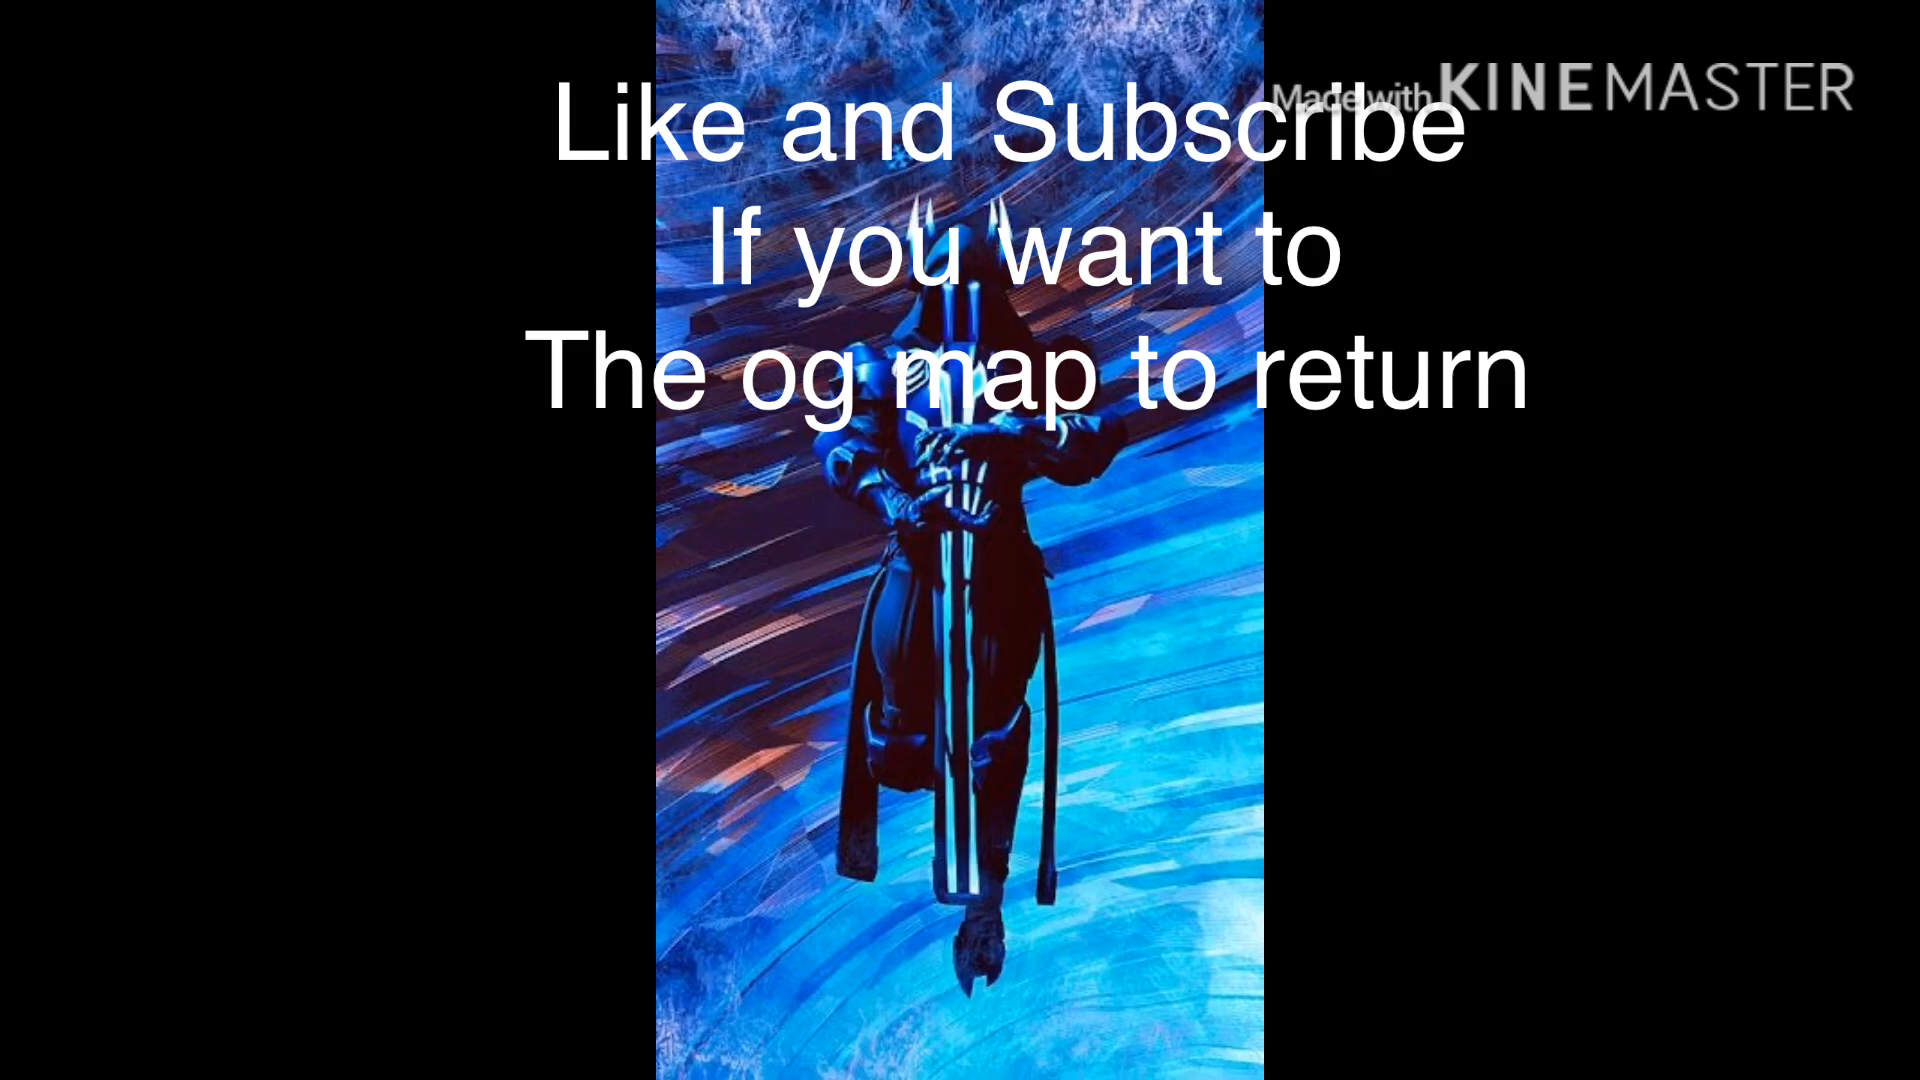 Made with KINEMASTER
Like and Subscribe
If you want to
The og map to return